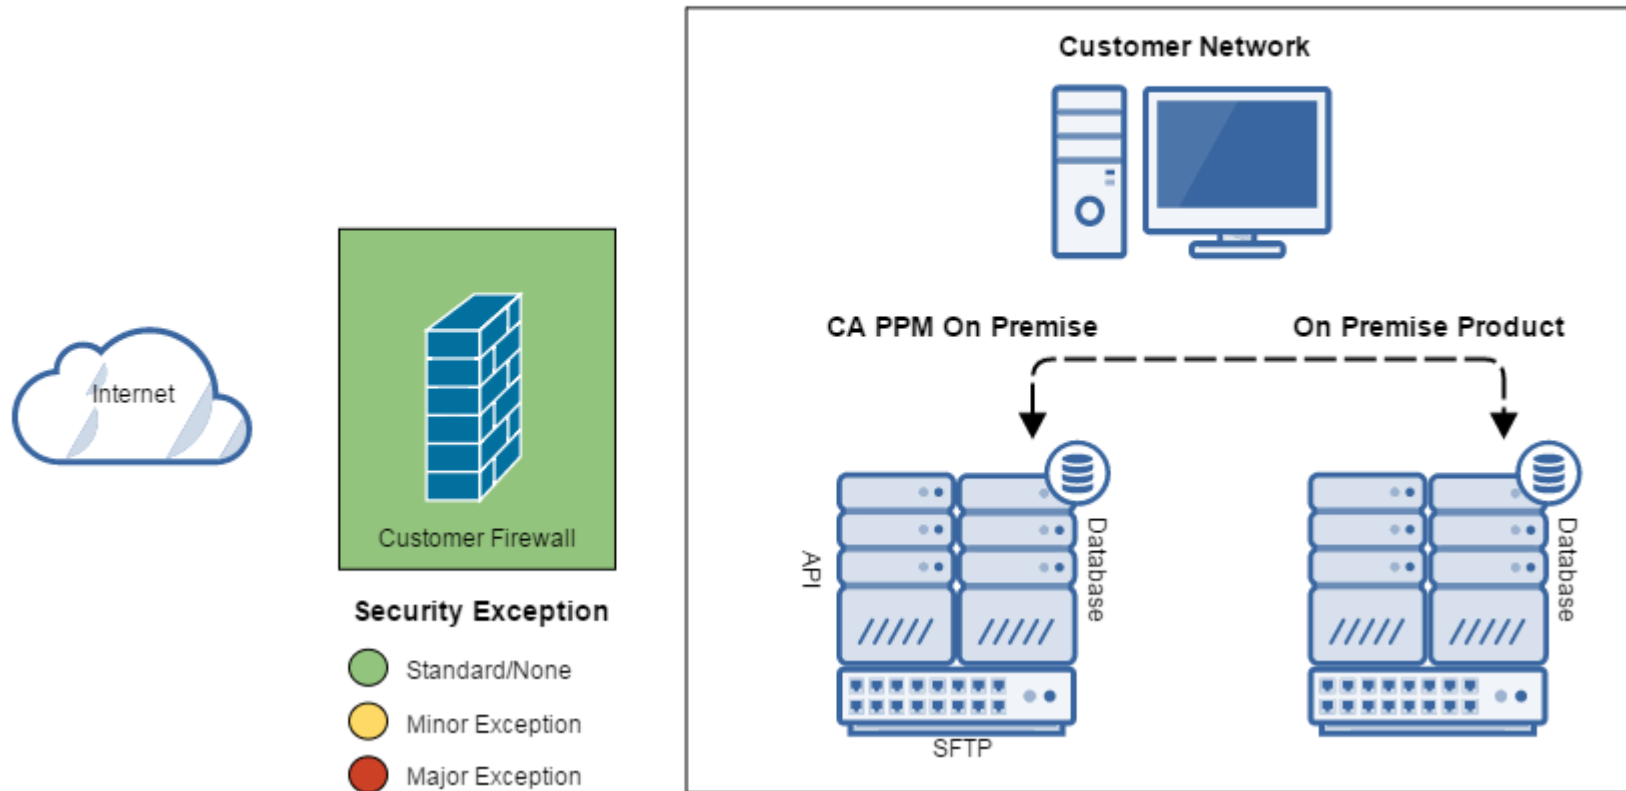 Customer Network
CA PPM On Premise
On Premise Product
Internet
Customer Firewall
API
Database
Database
SFTP
Security Exception
Standard/None
Minor Exception
Major Exception